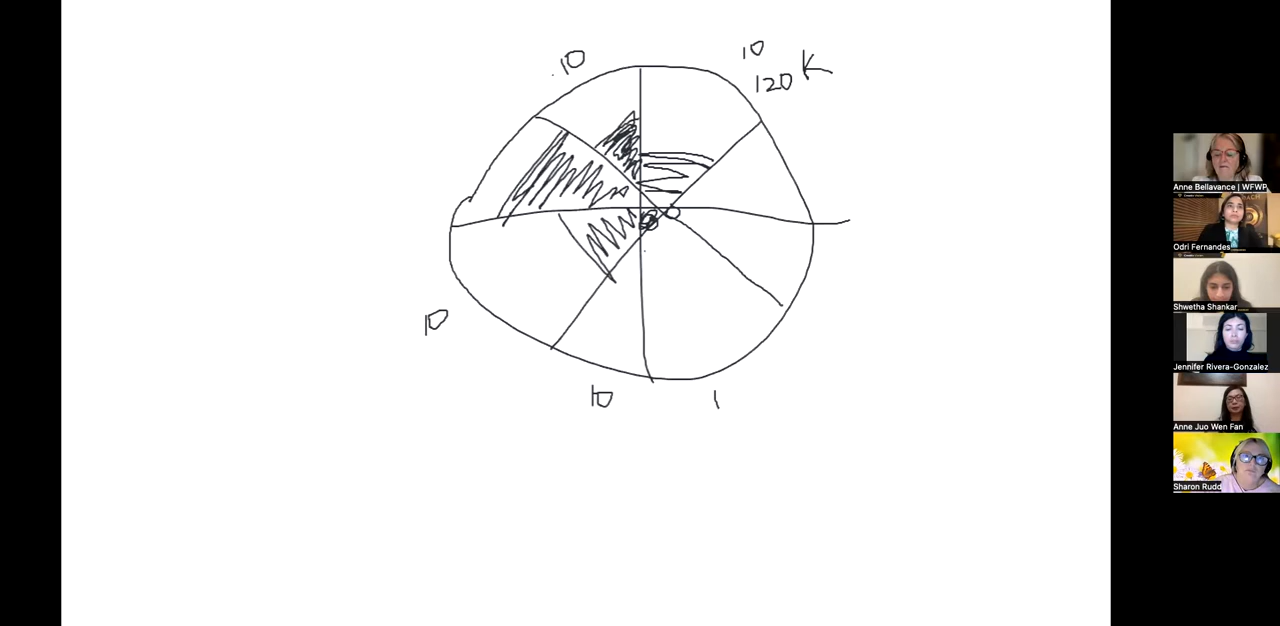 10
10
120 K
10
10
1
Anne Bellavance | WFWP
Odri Fernandes
Shwetha Shankar
Jennifer Rivera-Gonzalez
Anne Juo Wen Fan
Sharon Rudd